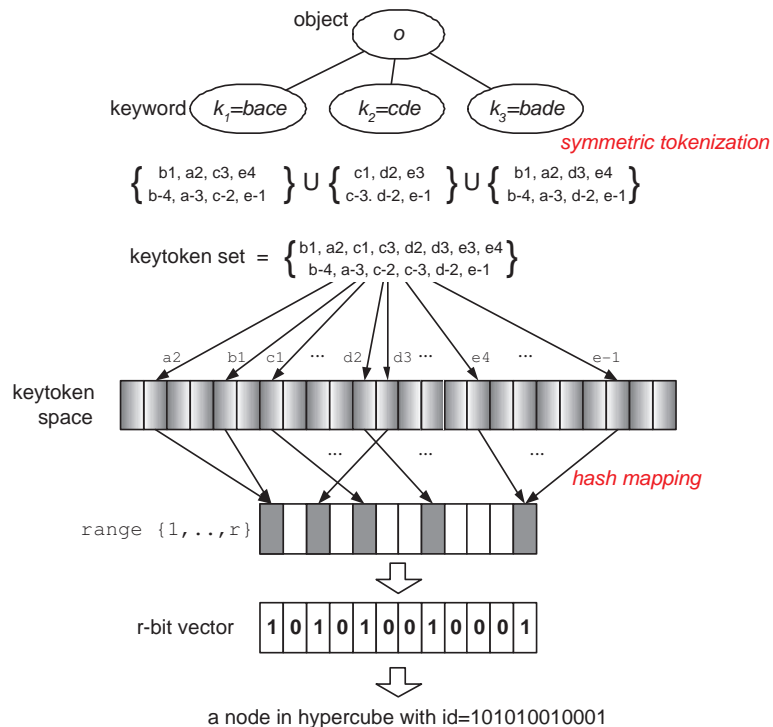 object
o
keyword
k1=bace
k2=cde
k3=bade
symmetric tokenization
{ b1, a2, c3, e4 } U { c1, d2, e3 } U { b1, a2, d3, e4 }
b-4, a-3, c-2, e-1 c-3. d-2, e-1 b-4, a-3, d-2, e-1
keytoken set = { b1, a2, c1, c3, d2, d3, e3, e4 }
b-4, a-3, c-2, c-3, d-2, e-1
a2 b1 c1 ... d2 d3 ... e4 ... e-1
keytoken
space
... ... ...
hash mapping
range {1,..,r}
r-bit vector
1 0 1 0 1 0 0 1 0 0 0 1
a node in hypercube with id=101010010001